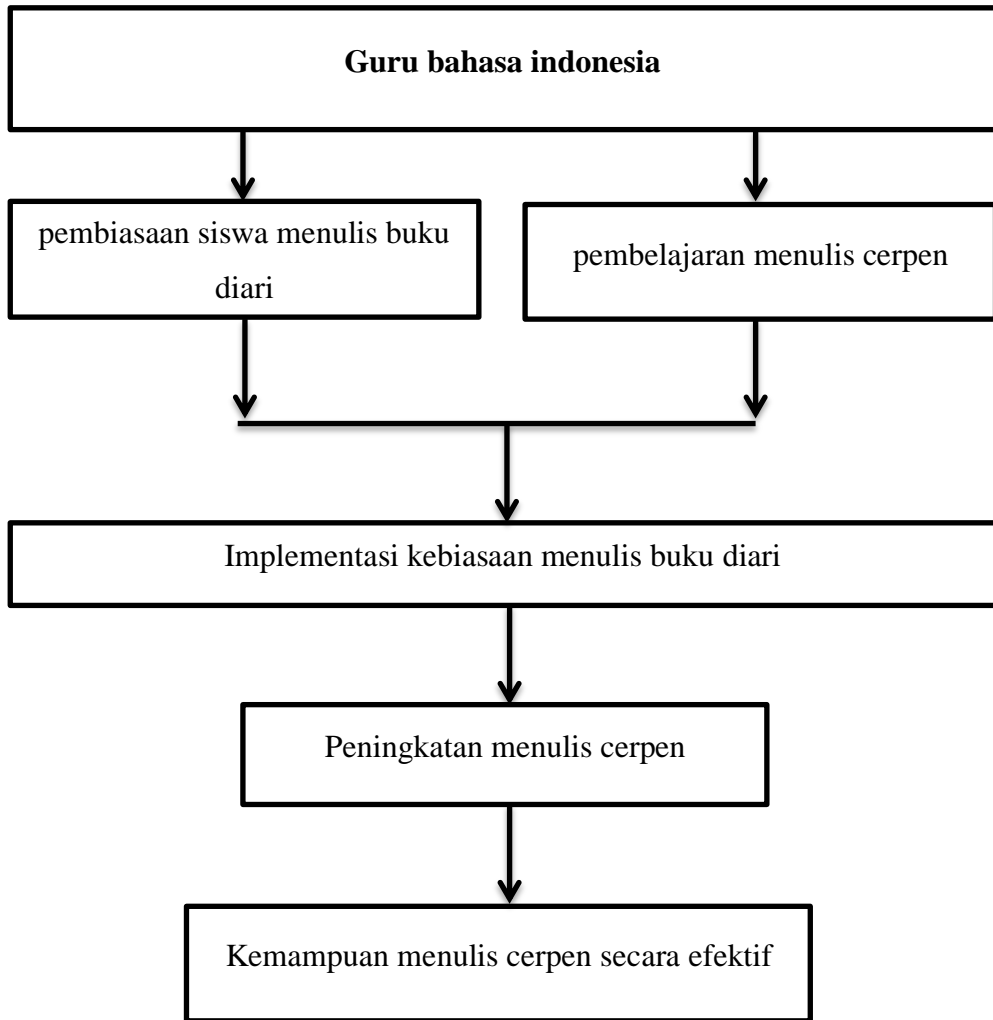 Guru bahasa indonesia
pembiasaan siswa menulis buku
diari
pembelajaran menulis cerpen
Implementasi kebiasaan menulis buku diari
Peningkatan menulis cerpen
Kemampuan menulis cerpen secara efektif